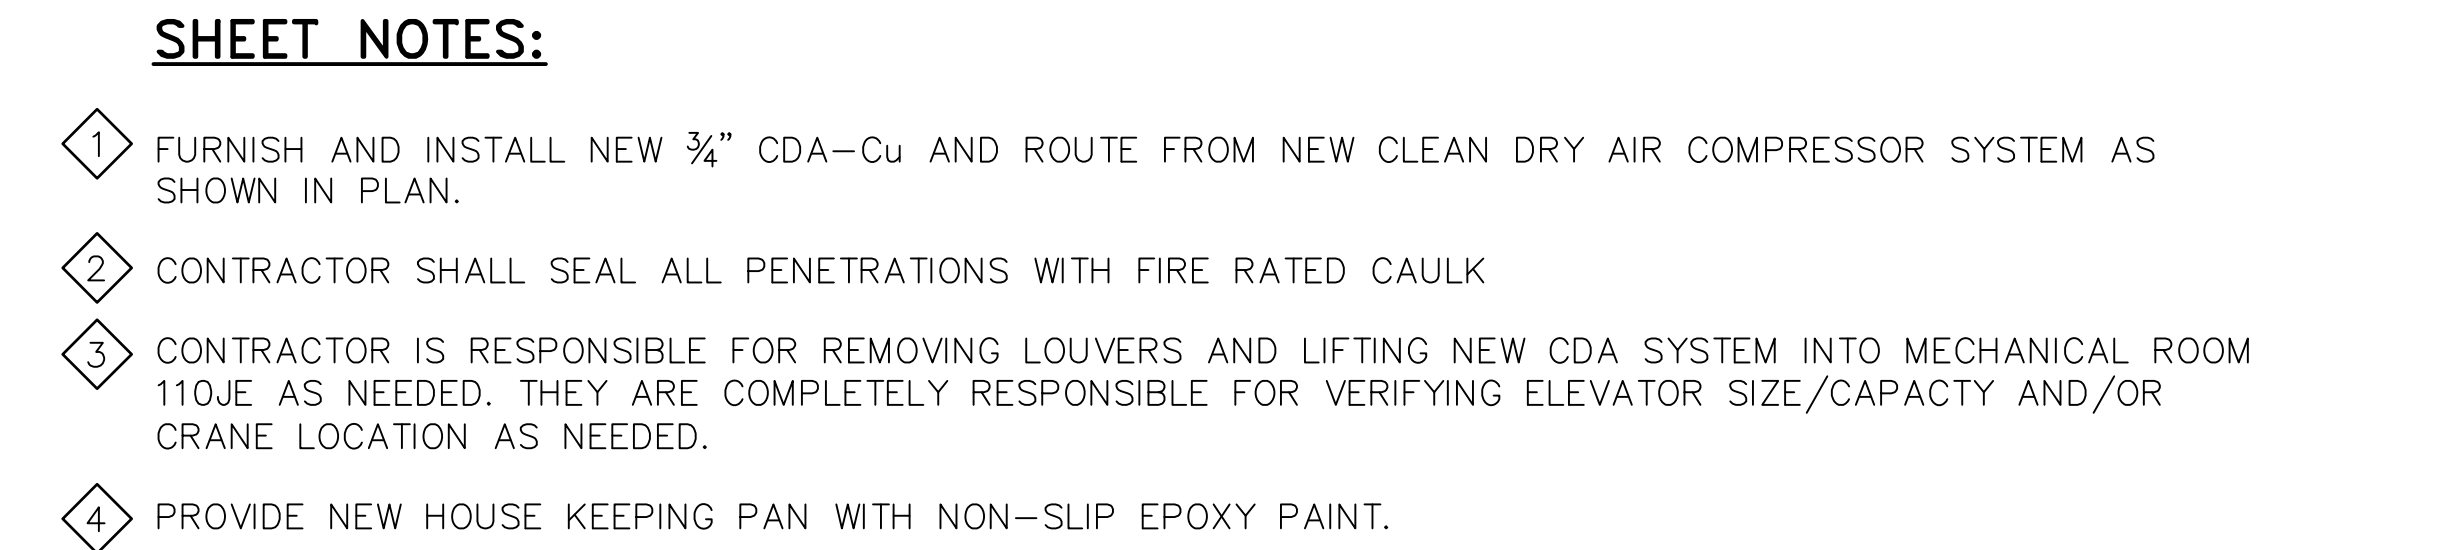 SHEET NOTES:
1 FURNISH AND INSTALL NEW ¾” CDA-Cu AND ROUTE FROM NEW CLEAN DRY AIR COMPRESSOR SYSTEM AS
SHOWN IN PLAN.
2 CONTRACTOR SHALL SEAL ALL PENETRATIONS WITH FIRE RATED CAULK
3 CONTRACTOR IS RESPONSIBLE FOR REMOVING LOUVERS AND LIFTING NEW CDA SYSTEM INTO MECHANICAL ROOM
110JE AS NEEDED. THEY ARE COMPLETELY RESPONSIBLE FOR VERIFYING ELEVATOR SIZE/CAPACTY AND/OR
CRANE LOCATION AS NEEDED.
4 PROVIDE NEW HOUSE KEEPING PAN WITH NON-SLIP EPOXY PAINT.